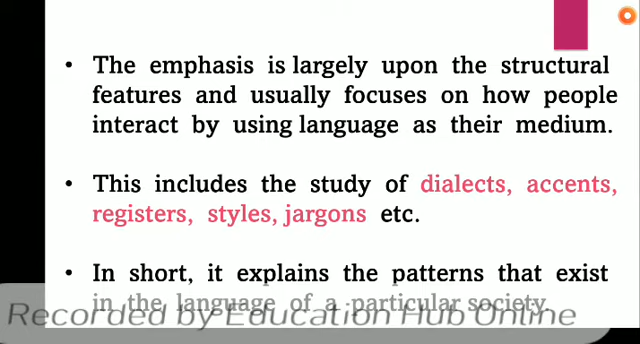 • The emphasis is largely upon the structural
features and usually focuses on how people
interact by using language as their medium.
• This includes the study of dialects, accents,
registers, styles, jargons etc.
• In short, it explains the patterns that exist
in the language of a particular society.
Recorded by Education Hub Online